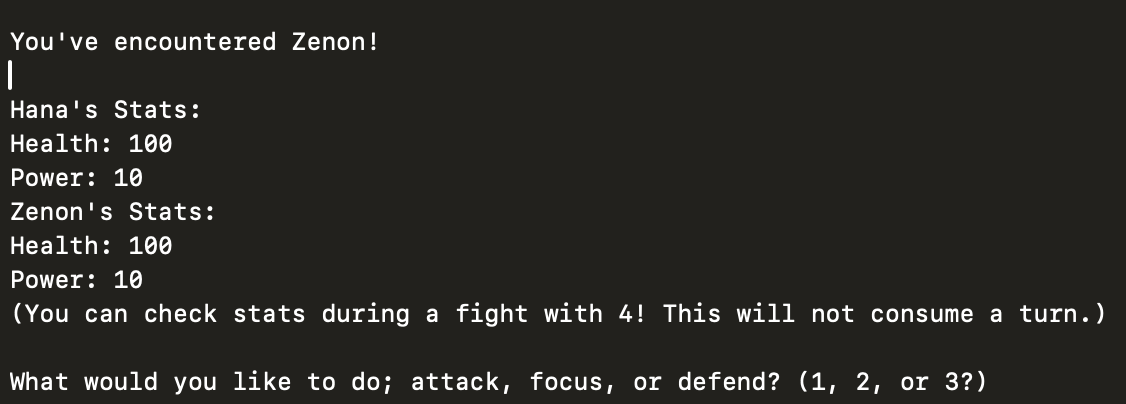 You've encountered Zenon!
Hana's Stats:
Health: 100
Power: 10
Zenon's Stats:
Health: 100
Power: 10
(You can check stats during a fight with 4! This will not consume a turn.)
What would you like to do; attack, focus, or defend? (1, 2, or 3?)